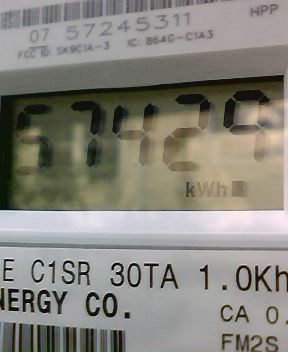 HPP
07 57245311
FCC ID: SK9C1A-3 IC: 864G-C1A3
57429
kWh
E C1SR 30TA 1.0Kh
NERGY CO.
CA 0.
FM2S